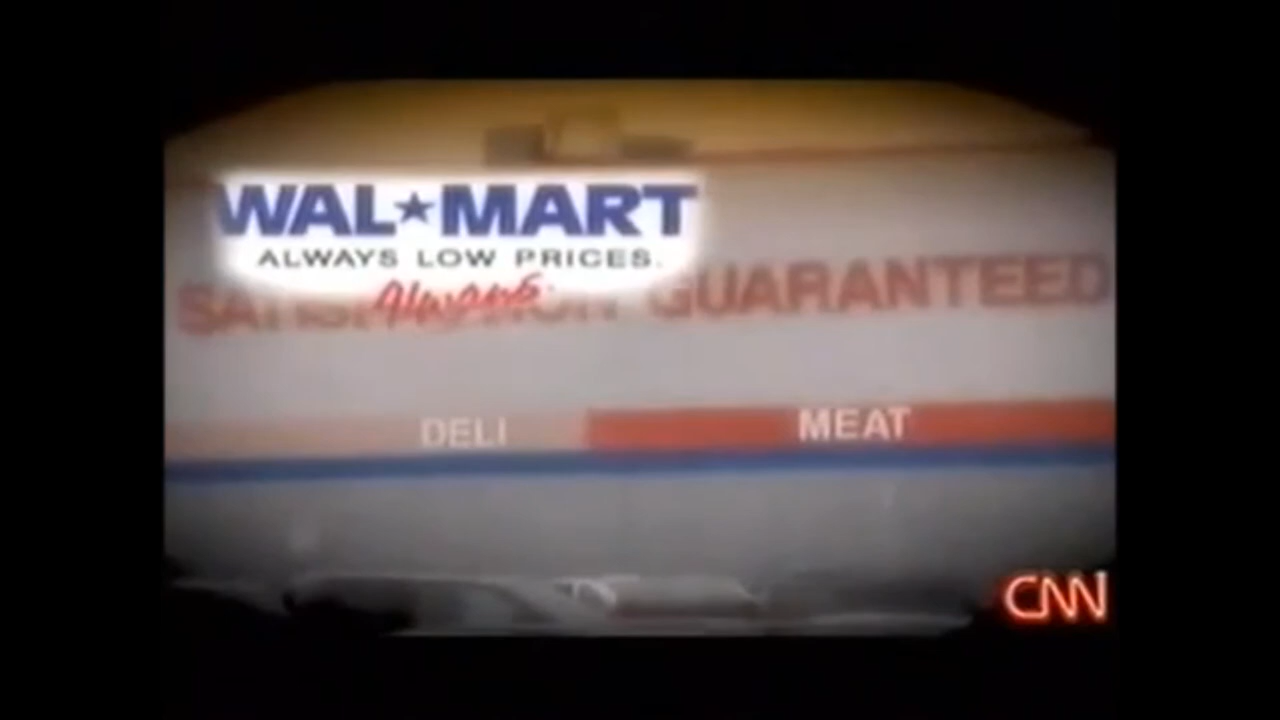 WAL★MART
ALWAYS LOW PRICES.
Always.
GUARANTEED
DELI
MEAT
CNN